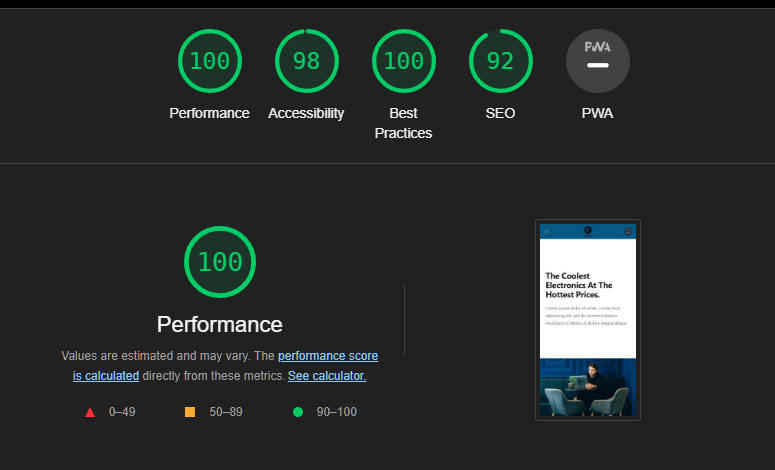 100 98 100 92 PWA
Performance Accessibility Best Practices SEO PWA
100
Performance
Values are estimated and may vary. The performance score
is calculated directly from these metrics. See calculator.
0–49 50–89 90–100
The Coolest
Electronics At The
Hottest Prices.